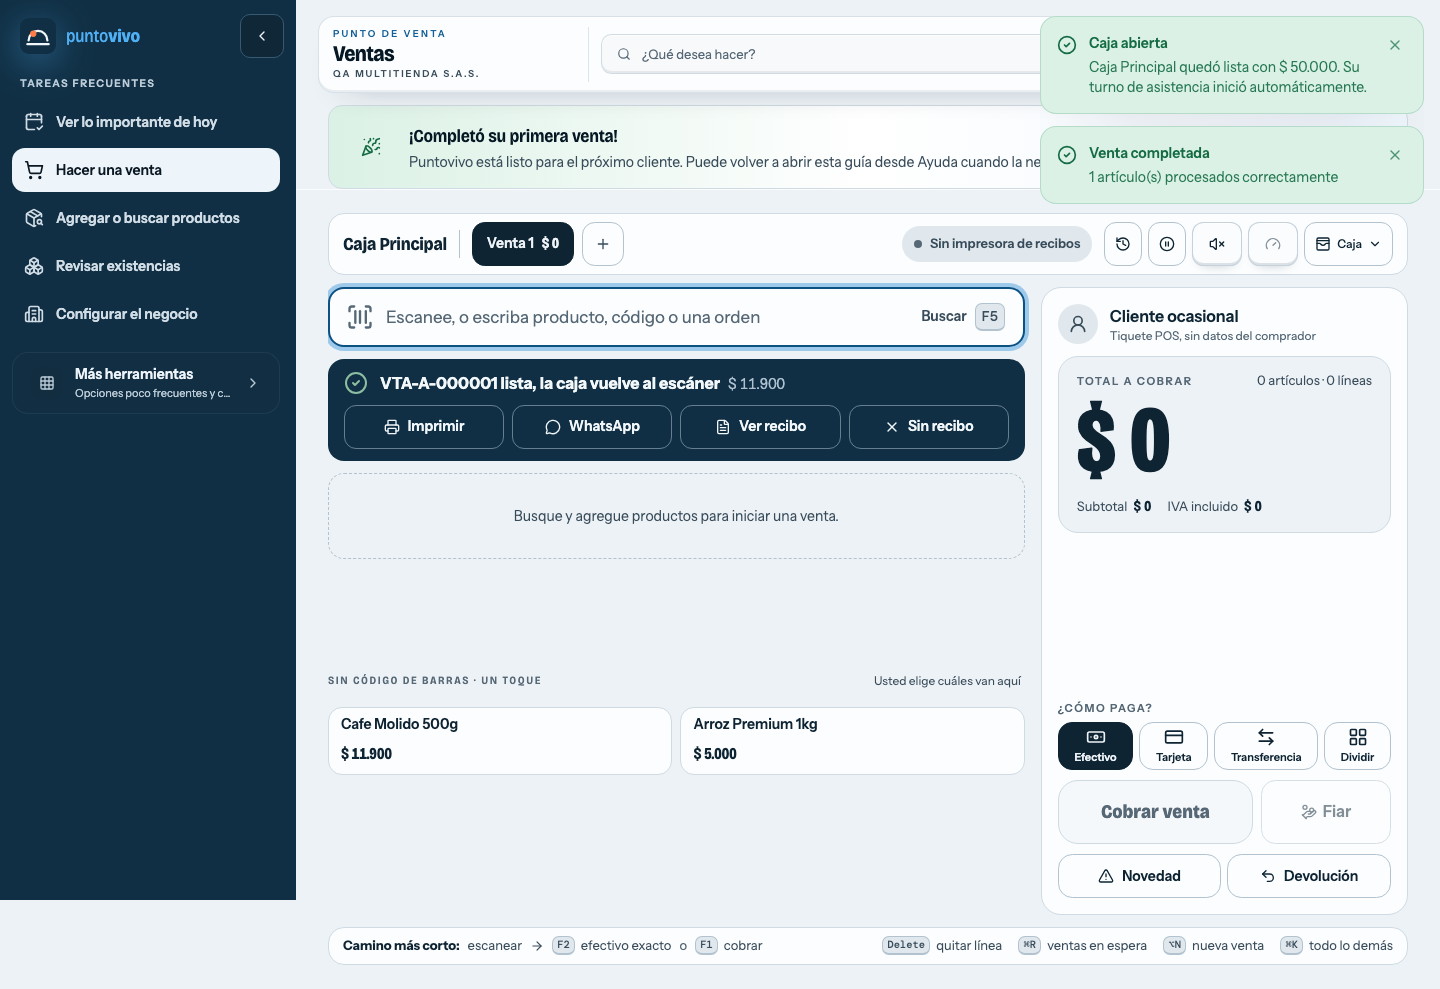 puntovivo
TAREAS FRECUENTES
Ver lo importante de hoy
Hacer una venta
Agregar o buscar productos
Revisar existencias
Configurar el negocio
Más herramientas
Opciones poco frecuentes y c...
PUNTO DE VENTA
Ventas
QA MULTITIENDA S.A.S.
¿Qué desea hacer?
Caja abierta
Caja Principal quedó lista con $ 50.000. Su
turno de asistencia inició automáticamente.
Venta completada
1 artículo(s) procesados correctamente
¡Completó su primera venta!
Puntovivo está listo para el próximo cliente. Puede volver a abrir esta guía desde Ayuda cuando la ne
Caja Principal
Venta 1 $ 0
Sin impresora de recibos
Caja
Escanee, o escriba producto, código o una orden
Buscar F5
VTA-A-000001 lista, la caja vuelve al escáner $ 11.900
Imprimir
WhatsApp
Ver recibo
Sin recibo
Busque y agregue productos para iniciar una venta.
SIN CÓDIGO DE BARRAS · UN TOQUE
Usted elige cuáles van aquí
Cafe Molido 500g
$ 11.900
Arroz Premium 1kg
$ 5.000
Cliente ocasional
Tiquete POS, sin datos del comprador
TOTAL A COBRAR
0 artículos · 0 líneas
$ 0
Subtotal $ 0 IVA incluido $ 0
¿CÓMO PAGA?
Efectivo
Tarjeta
Transferencia
Dividir
Cobrar venta
Fiar
Novedad
Devolución
Camino más corto: escanear → F2 efectivo exacto o F1 cobrar
Delete quitar línea ⌘R ventas en espera ⌥N nueva venta ⌘K todo lo demás